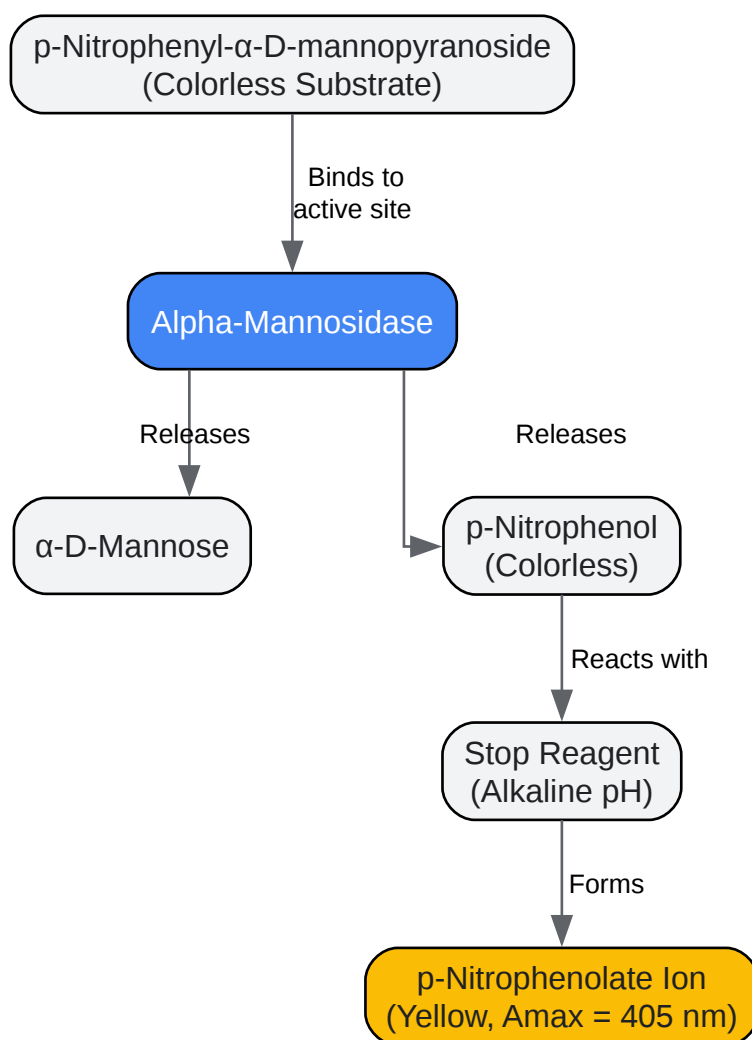 p-Nitrophenyl-α-D-mannopyranoside
(Colorless Substrate)
Binds to
active site
Alpha-Mannosidase
Releases
Releases
α-D-Mannose
p-Nitrophenol
(Colorless)
Reacts with
Stop Reagent
(Alkaline pH)
Forms
p-Nitrophenolate Ion
(Yellow, Amax = 405 nm)